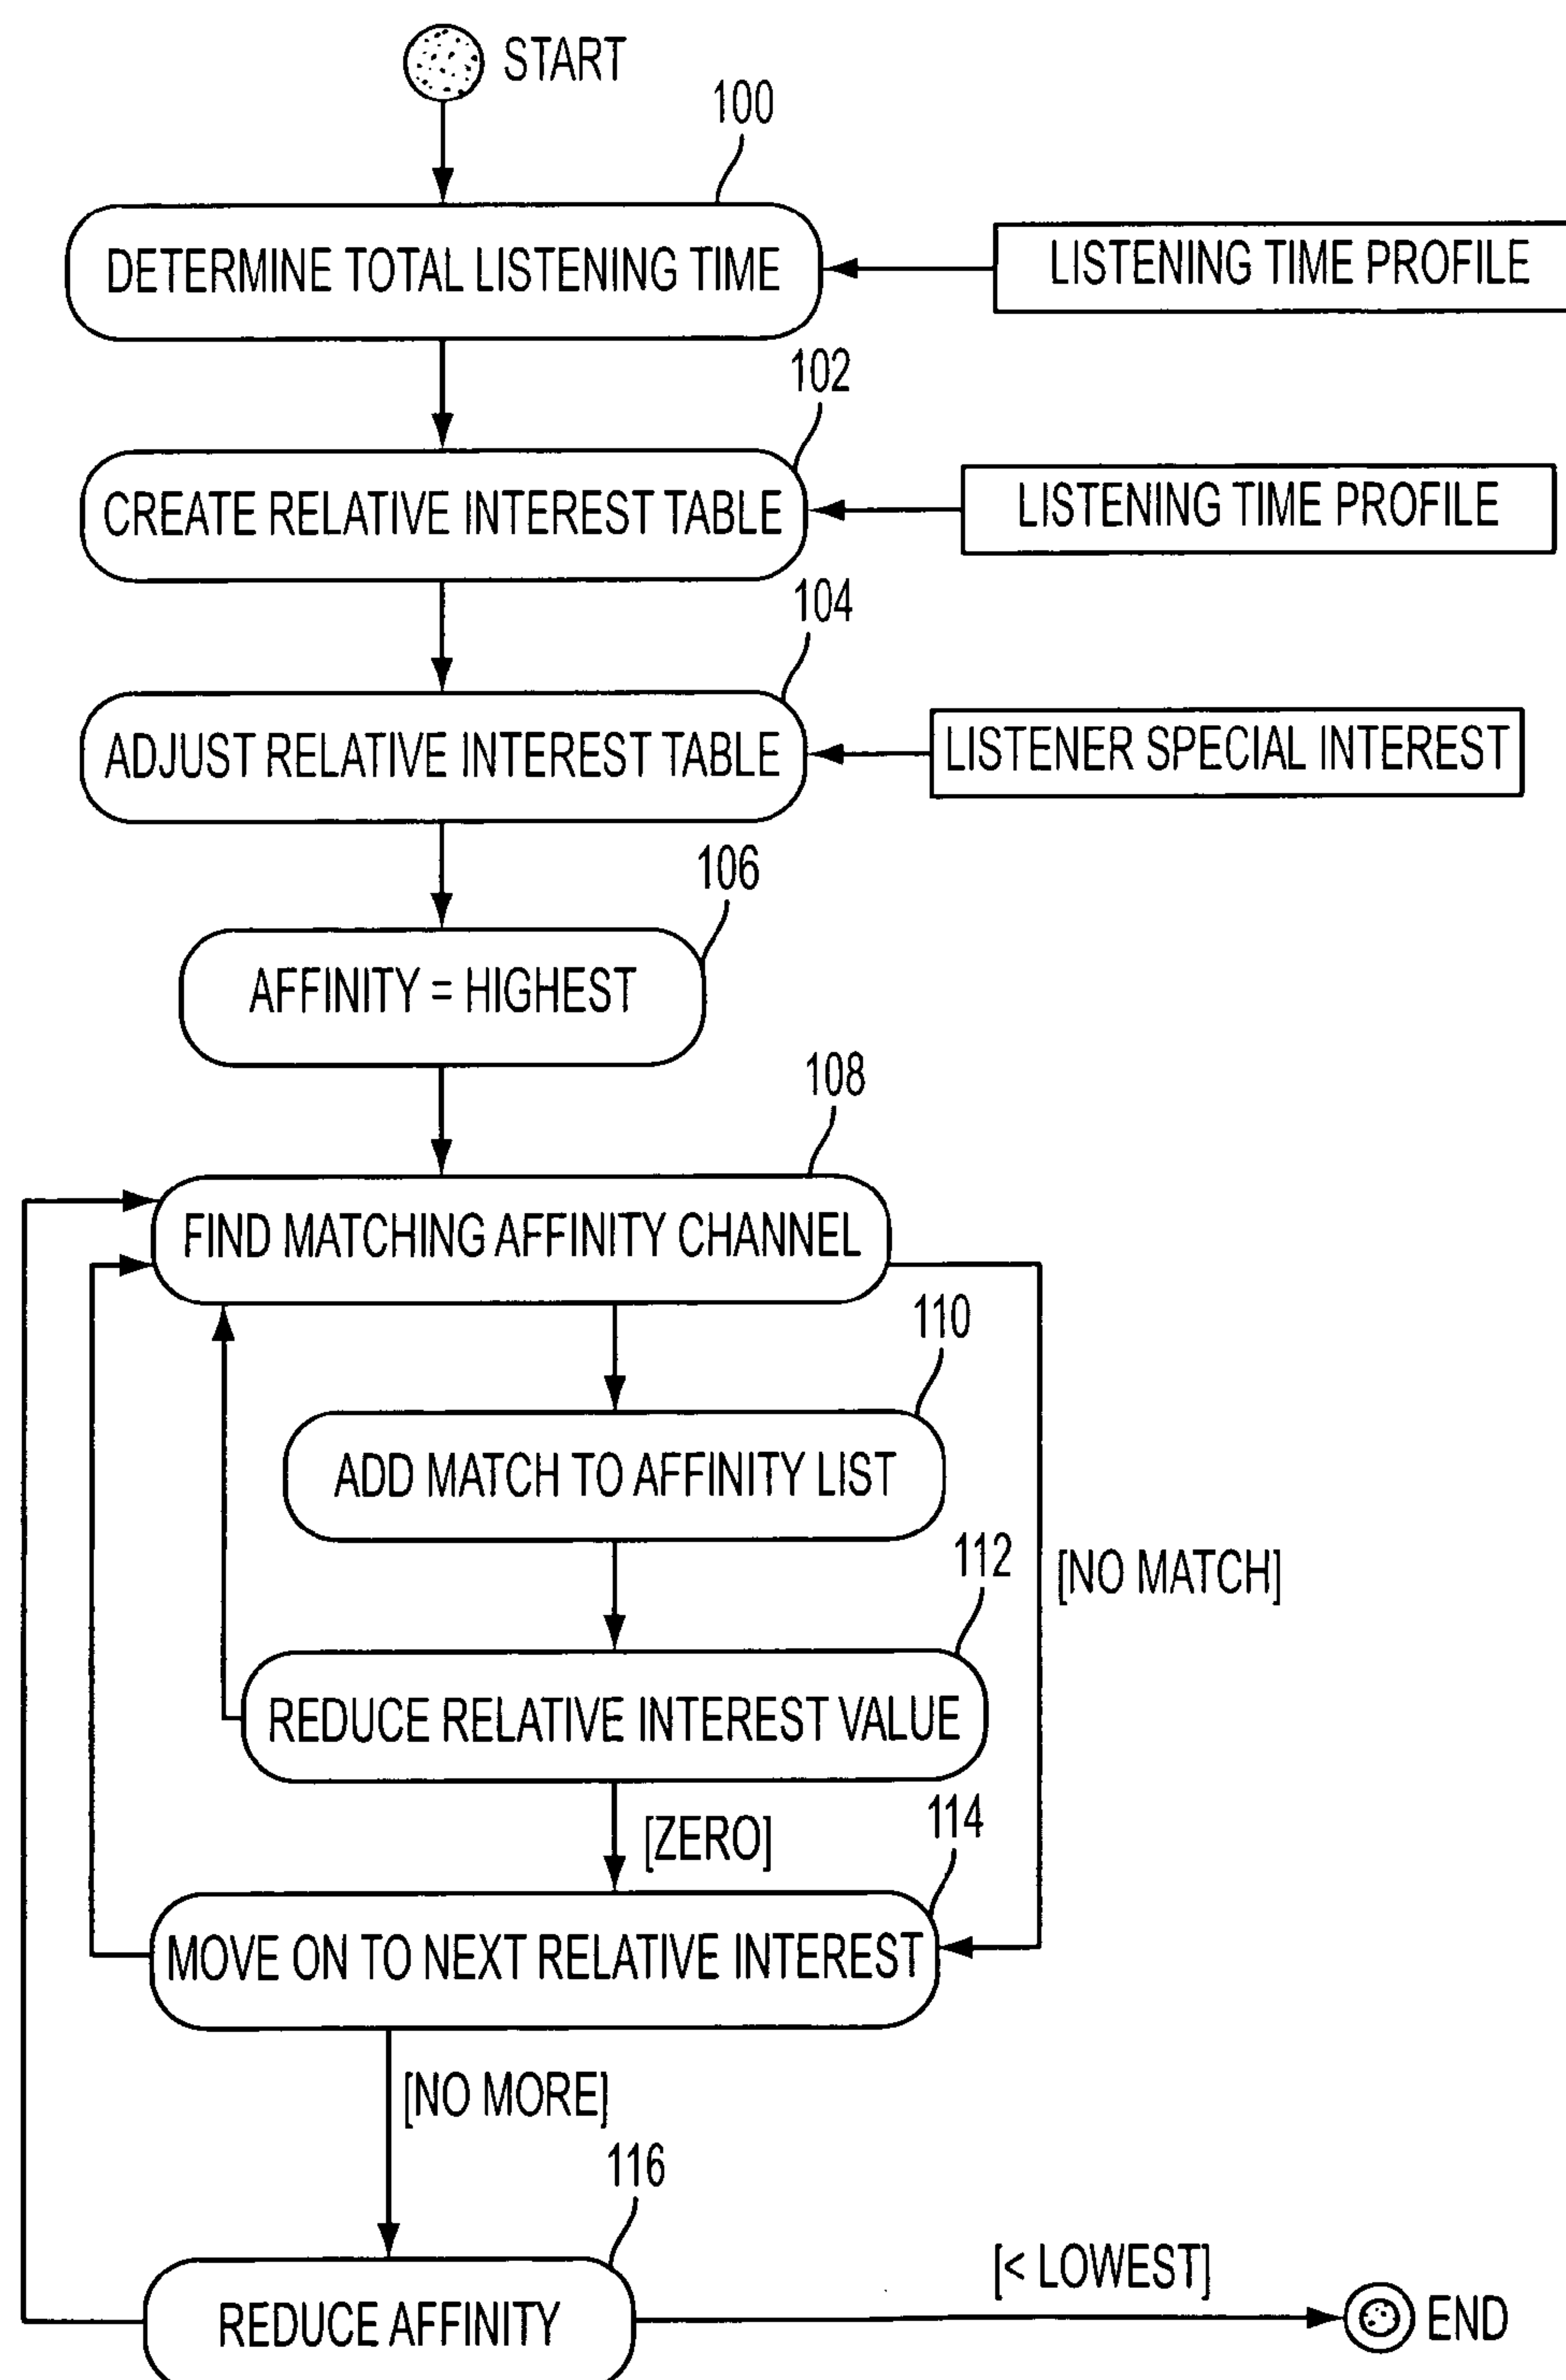 START
100
DETERMINE TOTAL LISTENING TIME
LISTENING TIME PROFILE
102
CREATE RELATIVE INTEREST TABLE
LISTENING TIME PROFILE
104
ADJUST RELATIVE INTEREST TABLE
LISTENER SPECIAL INTEREST
106
AFFINITY = HIGHEST
108
FIND MATCHING AFFINITY CHANNEL
110
ADD MATCH TO AFFINITY LIST
112
[NO MATCH]
REDUCE RELATIVE INTEREST VALUE
114
[ZERO]
MOVE ON TO NEXT RELATIVE INTEREST
[NO MORE]
116
[< LOWEST]
REDUCE AFFINITY
END